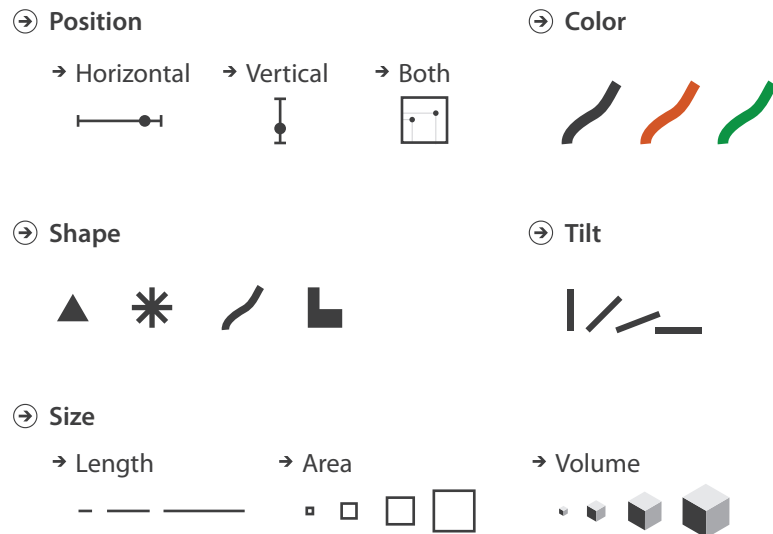 Position
Horizontal
Vertical
Both
Color
Shape
Tilt
Size
Length
Area
Volume